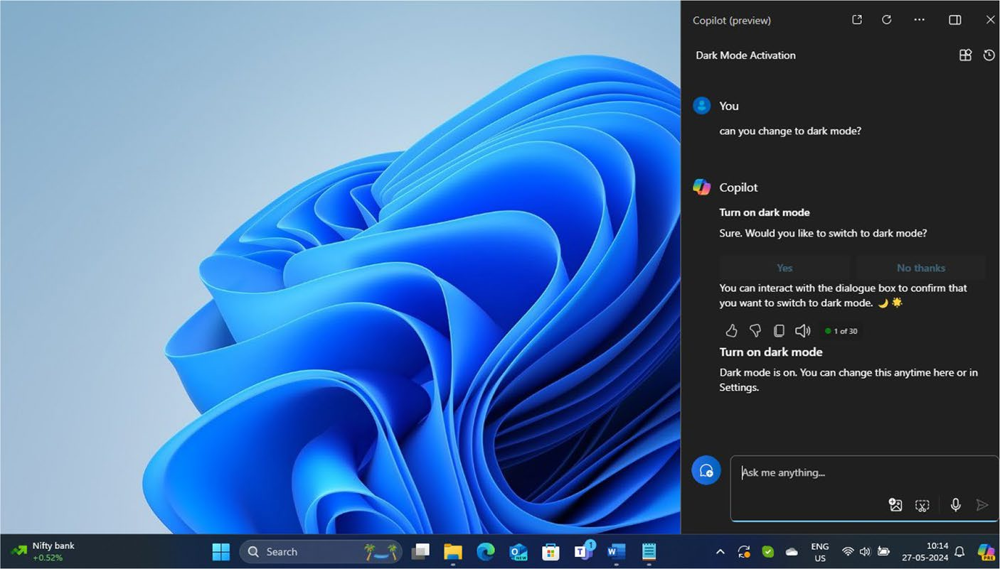 Copilot (preview)
Dark Mode Activation
You
can you change to dark mode?
Copilot
Turn on dark mode
Sure. Would you like to switch to dark mode?
Yes
No thanks
You can interact with the dialogue box to confirm that
you want to switch to dark mode. 🌙🌟
1 of 30
Turn on dark mode
Dark mode is on. You can change this anytime here or in
Settings.
Ask me anything...
Nifty bank
+0.52%
Search
NEW
T
1
W
ENG
US
10:14
27-05-2024
PRE